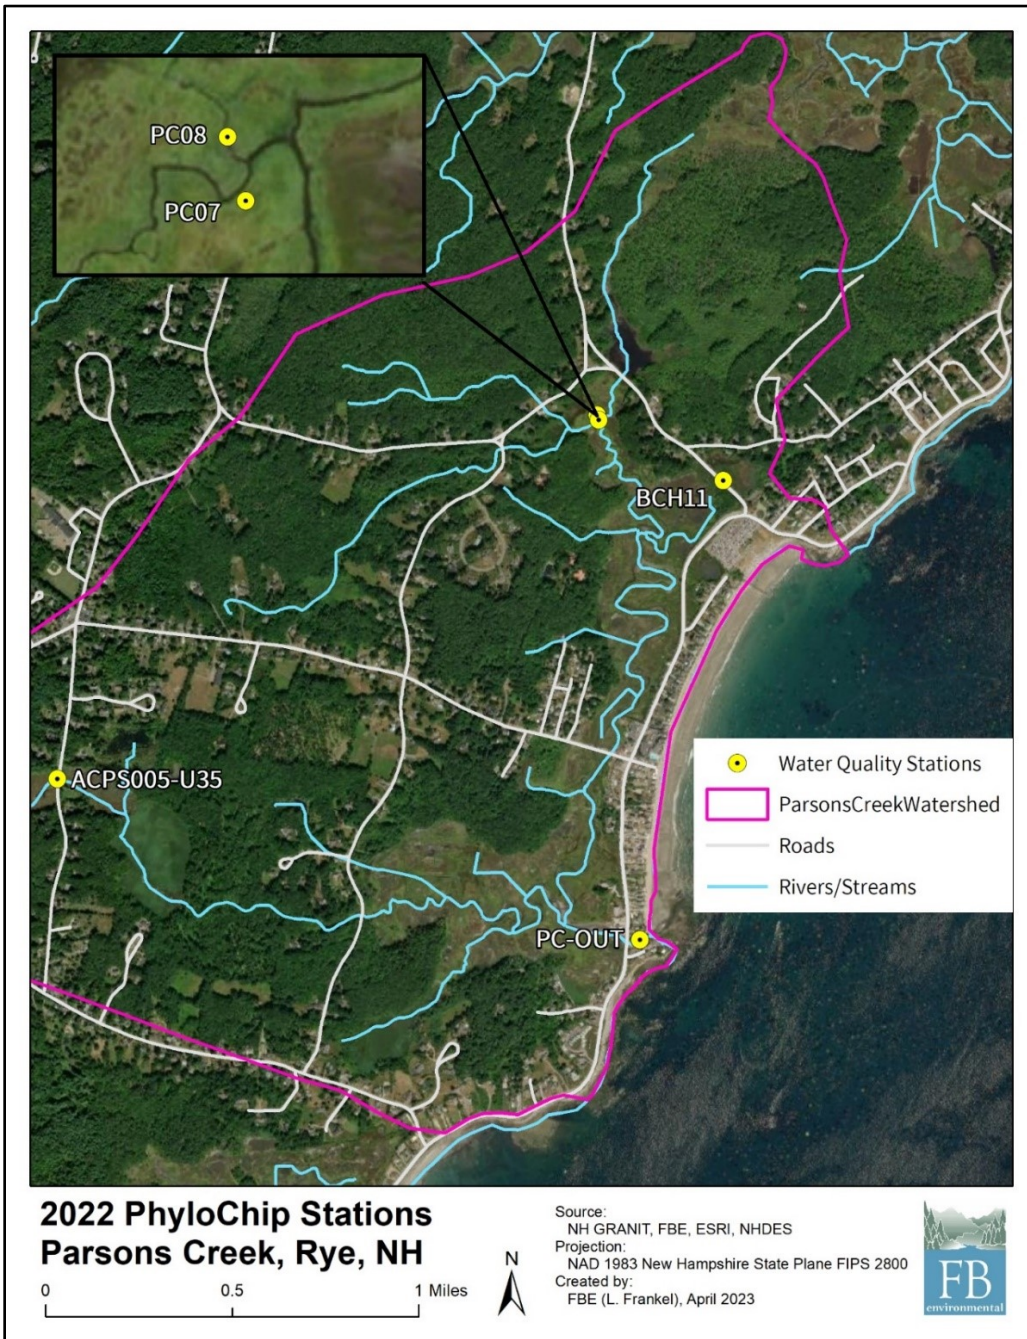 PC08
PC07
BCH11
ACPS005-U35
PC-OUT
Water Quality Stations
ParsonsCreekWatershed
Roads
Rivers/Streams
2022 PhyloChip Stations
Parsons Creek, Rye, NH
0 0.5 1 Miles
N
Source:
NH GRANIT, FBE, ESRI, NHDES
Projection:
NAD 1983 New Hampshire State Plane FIPS 2800
Created by:
FBE (L. Frankel), April 2023
FB
environmental